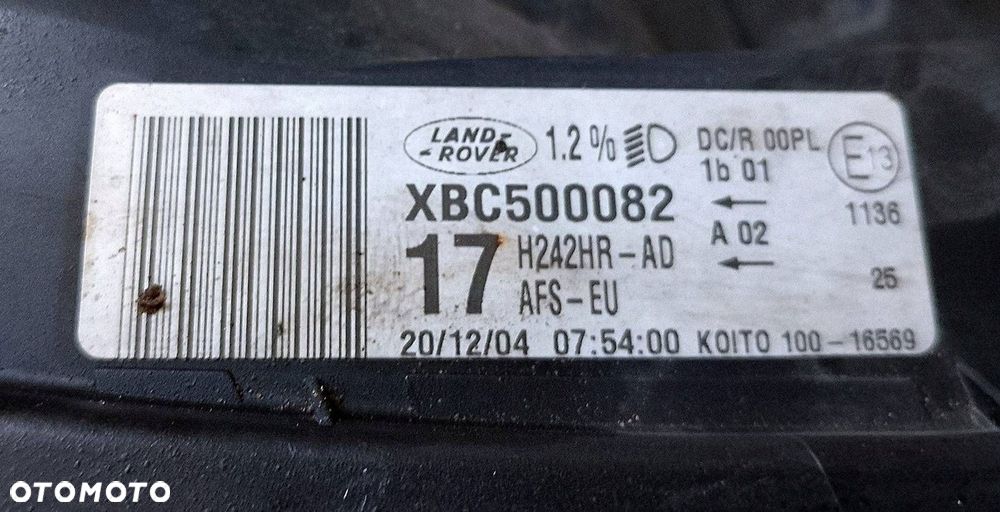 LAND-
-ROVER
1.2%
DC/R 00PL
1b 01
E13
XBC500082
←
1136
17
H242HR-AD
A 02
←
25
AFS-EU
20/12/04 07:54:00 KOITO 100-16569
OTOMOTO